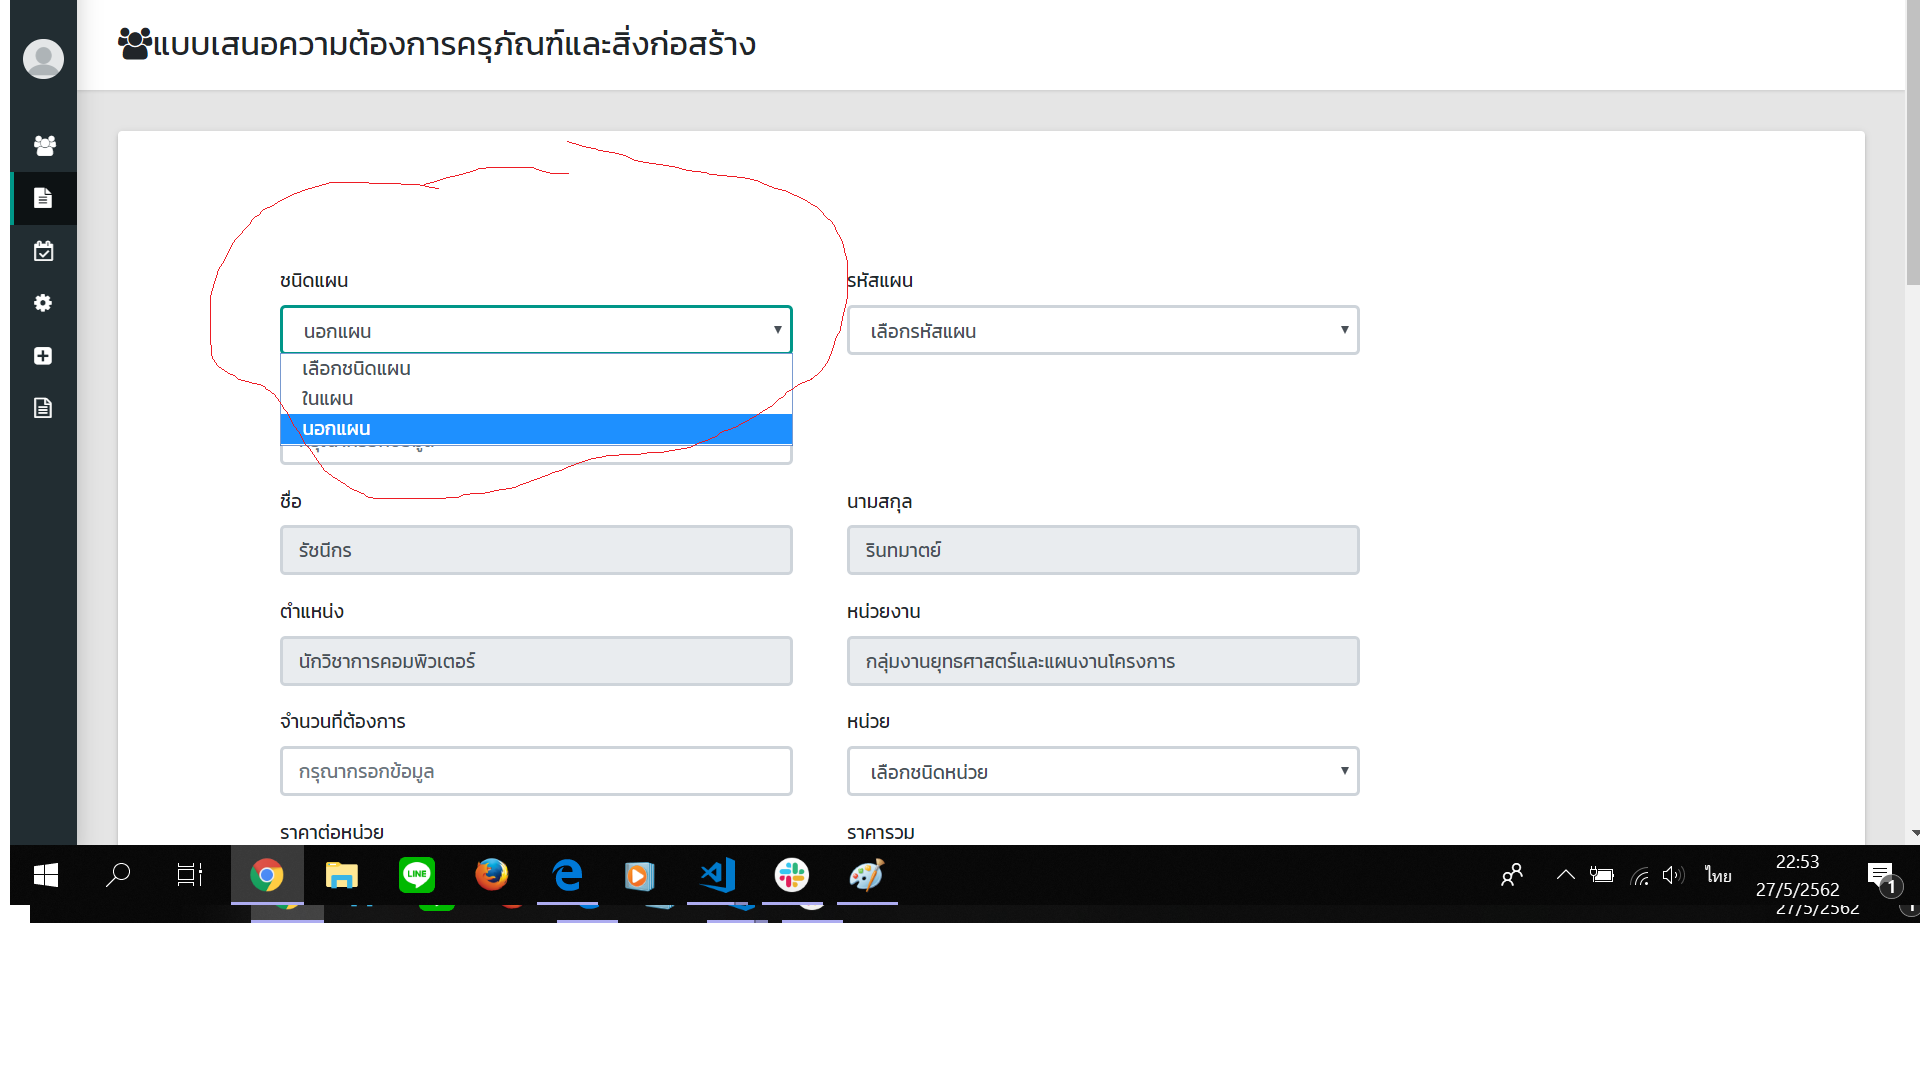 แบบเสนอความต้องการครุภัณฑ์และสิ่งก่อสร้าง
ชนิดแผน
รหัสแผน
นอกแผน
เลือกรหัสแผน
เลือกชนิดแผน
ในแผน
นอกแผน
ชื่อ
นามสกุล
รัชนีกร
รินทมาตย์
ตำแหน่ง
หน่วยงาน
นักวิชาการคอมพิวเตอร์
กลุ่มงานยุทธศาสตร์และแผนงานโครงการ
จำนวนที่ต้องการ
หน่วย
กรุณากรอกข้อมูล
เลือกชนิดหน่วย
ราคาต่อหน่วย
ราคารวม
LINE
ไทย
22:53
27/5/2562
1
27/5/2562